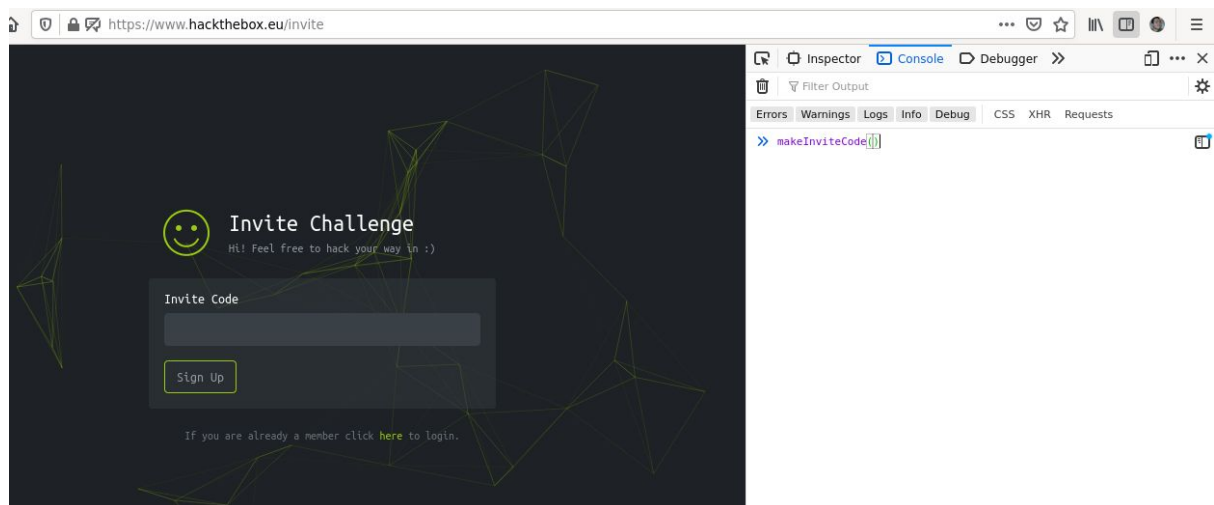 https://www.hackthebox.eu/invite
Inspector Console Debugger
Filter Output
Errors Warnings Logs Info Debug CSS XHR Requests
makeInviteCode()
Invite Challenge
Hi! Feel free to hack your way in :)
Invite Code
Sign Up
If you are already a member click here to login.